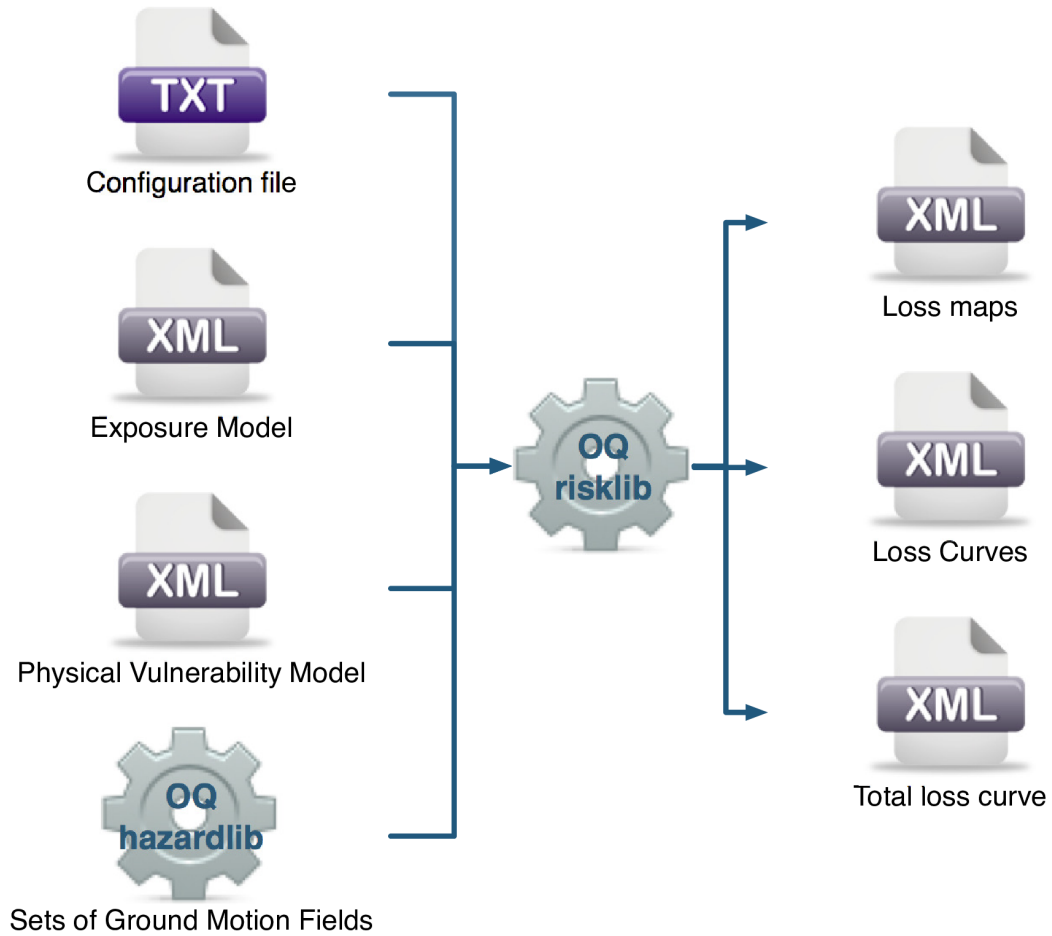 TXT
Configuration file
XML
Exposure Model
XML
Physical Vulnerability Model
OQ
hazardlib
Sets of Ground Motion Fields
OQ
risklib
XML
Loss maps
XML
Loss Curves
XML
Total loss curve